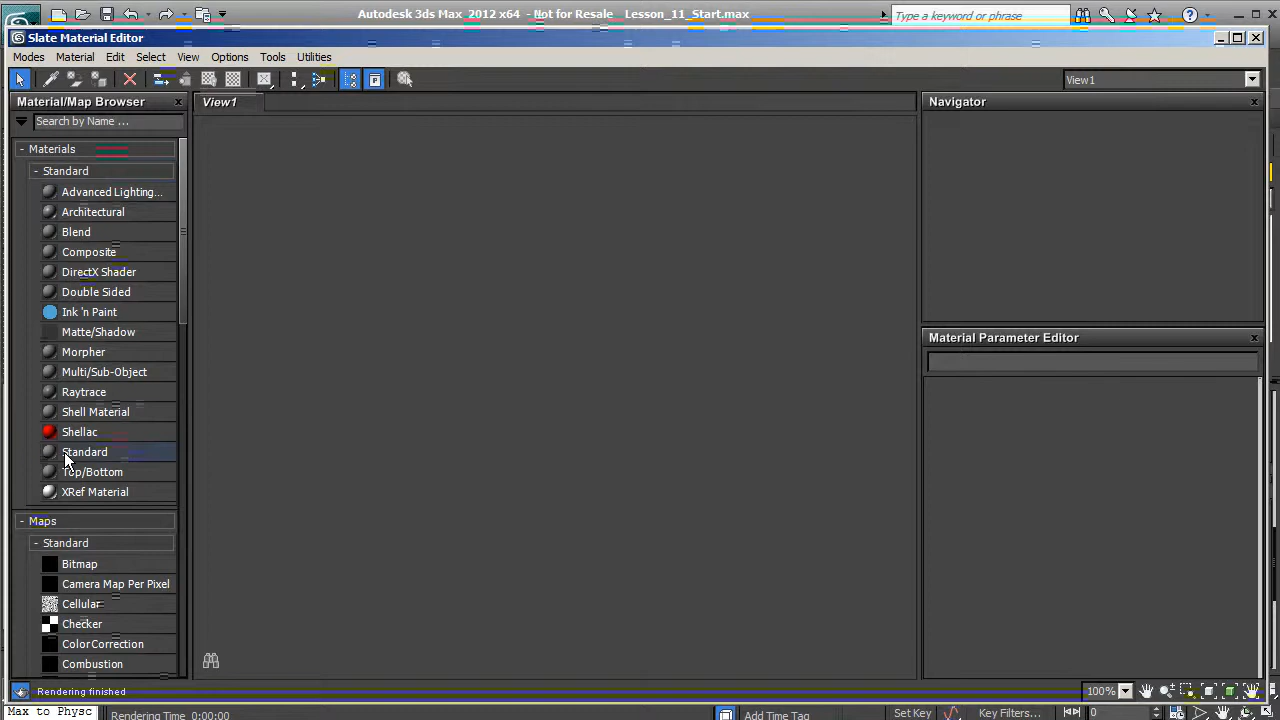 Autodesk 3ds Max 2012 x64 - Not for Resale Lesson_11_Start.max
Type a keyword or phrase
Slate Material Editor
Modes Material Edit Select View Options Tools Utilities
View1
Material/Map Browser
View1
Navigator
Search by Name ...
- Materials
- Standard
Advanced Lighting...
Architectural
Blend
Composite
DirectX Shader
Double Sided
Ink 'n Paint
Matte/Shadow
Material Parameter Editor
Morpher
Multi/Sub-Object
Raytrace
Shell Material
Shellac
Standard
Top/Bottom
XRef Material
- Maps
- Standard
Bitmap
Camera Map Per Pixel
Cellular
Checker
ColorCorrection
Combustion
Rendering finished
100%
Max to Physc
Rendering Time 0:00:00
Add Time Tag
Set Key
Key Filters...
0